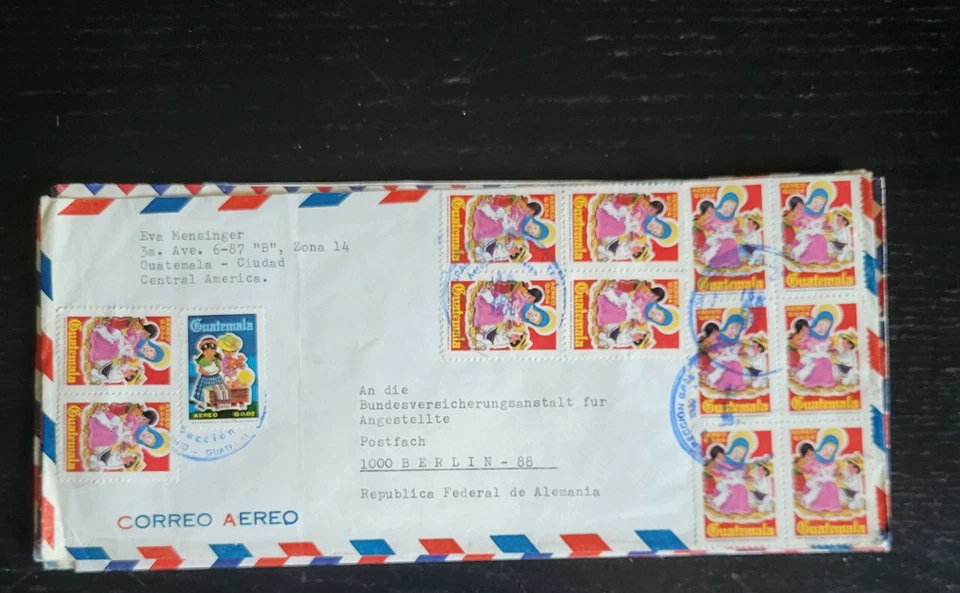 Eva Mensinger
3a. Ave. 6-87 "B", Zona 14
Guatemala - Ciudad
Central America.
Guatemala
Guatemala
Guatemala
AEREO
Guatemala
Guatemala
Guatemala
Guatemala
Guatemala
Guatemala
Guatemala
Guatemala
Guatemala
Guatemala
An die
Bundesversicherungsanstalt fur
Angestellte
Postfach
1000 B E R L I N - 88
Republica Federal de Alemania
CORREO AEREO